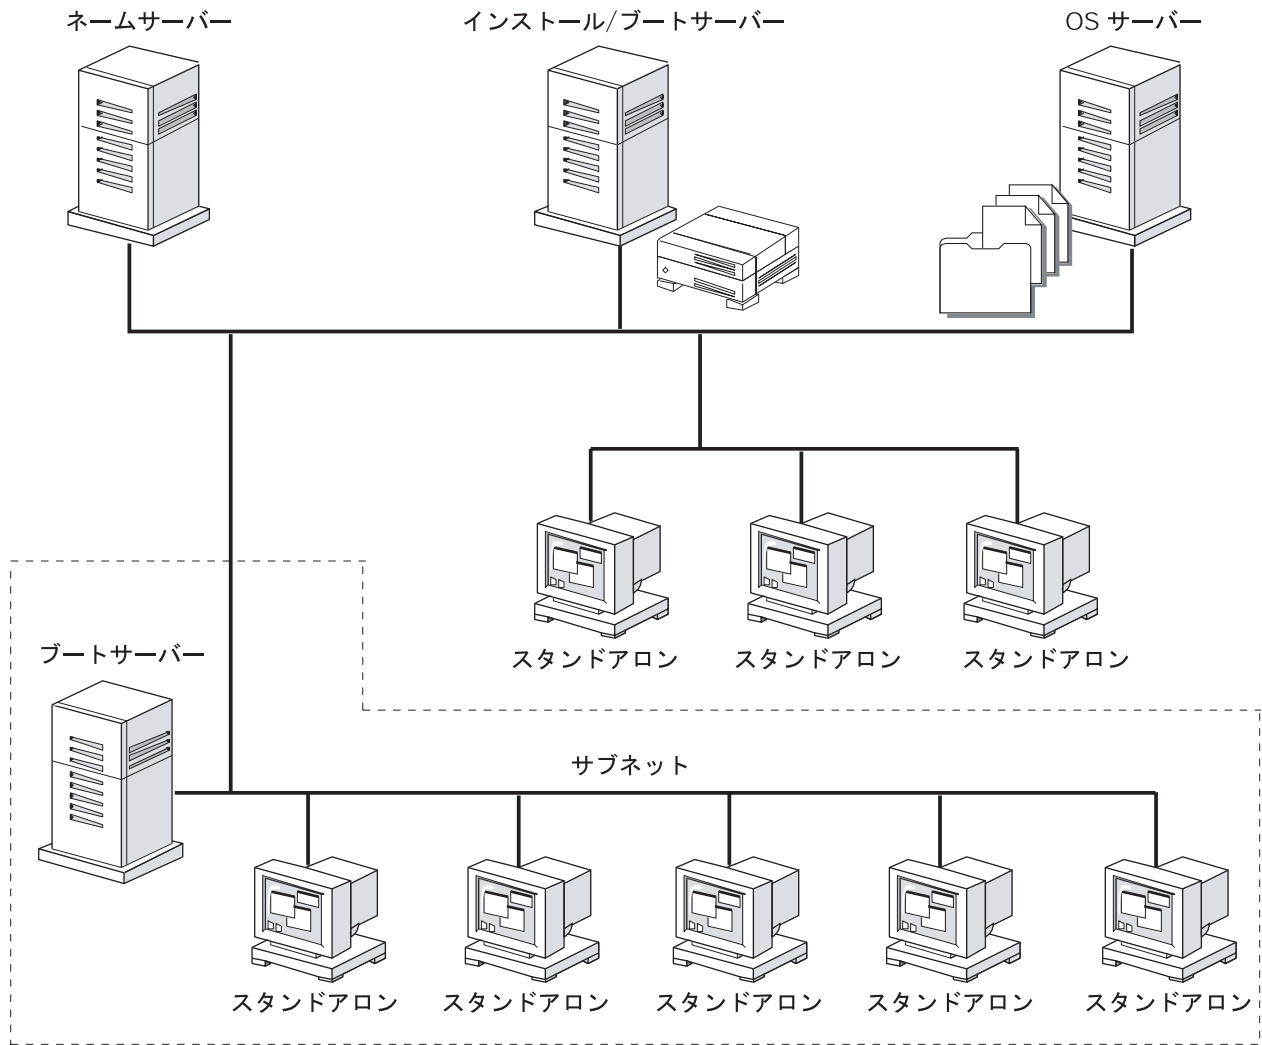 ネームサーバー
インストール/ブートサーバー
OS サーバー
スタンドアロン
スタンドアロン
スタンドアロン
ブートサーバー
サブネット
スタンドアロン
スタンドアロン
スタンドアロン
スタンドアロン
スタンドアロン